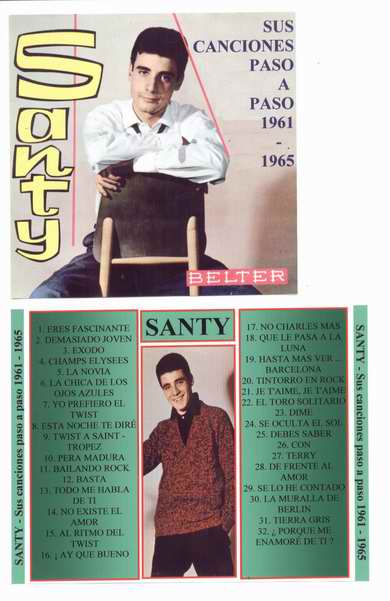 Santy
SUS
CANCIONES
PASO
A
PASO
1961
-
1965
BELTER
SANTY - Sus canciones paso a paso 1961 - 1965
1. ERES FASCINANTE
2. DEMASIADO JOVEN
3. EXODO
4. CHAMPS ELYSEES
5. LA NOVIA
6. LA CHICA DE LOS
OJOS AZULES
7. YO PREFIERO EL
TWIST
8. ESTA NOCHE TE DIRÉ
9. TWIST A SAINT -
TROPEZ
10. PERA MADURA
11. BAILANDO ROCK
12. BASTA
13. TODO ME HABLA
DE TI
14. NO EXISTE EL
AMOR
15. AL RITMO DEL
TWIST
16. ¡ AY QUE BUENO
SANTY
17. NO CHARLES MAS
18. QUE LE PASA A LA
LUNA
19. HASTA MAS VER ..
BARCELONA
20. TINTORRO EN ROCK
21. JE T'AIME, JE T'AIME
22. EL TORO SOLITARIO
23. DIME
24. SE OCULTA EL SOL
25. DEBES SABER
26. CON
27. TERRY
28. DE FRENTE AL
AMOR
29. SE LO HE CONTADO
30. LA MURALLA DE
BERLIN
31. TIERRA GRIS
32. ¿ PORQUE ME
ENAMORÉ DE TI ?
SANTY - Sus canciones paso a paso 1961 - 1965